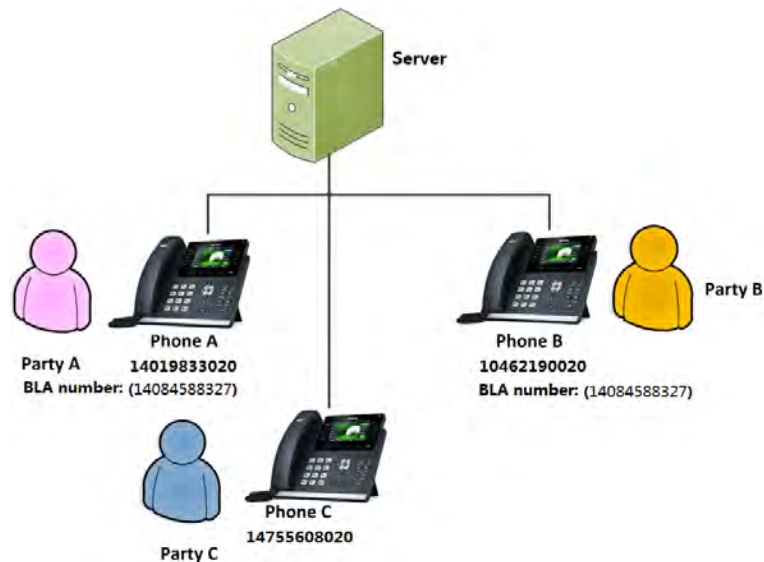 Server
Party A
Phone A
14019833020
BLA number: (14084588327)
Phone B
10462190020
BLA number: (14084588327)
Party B
Phone C
14755608020
Party C